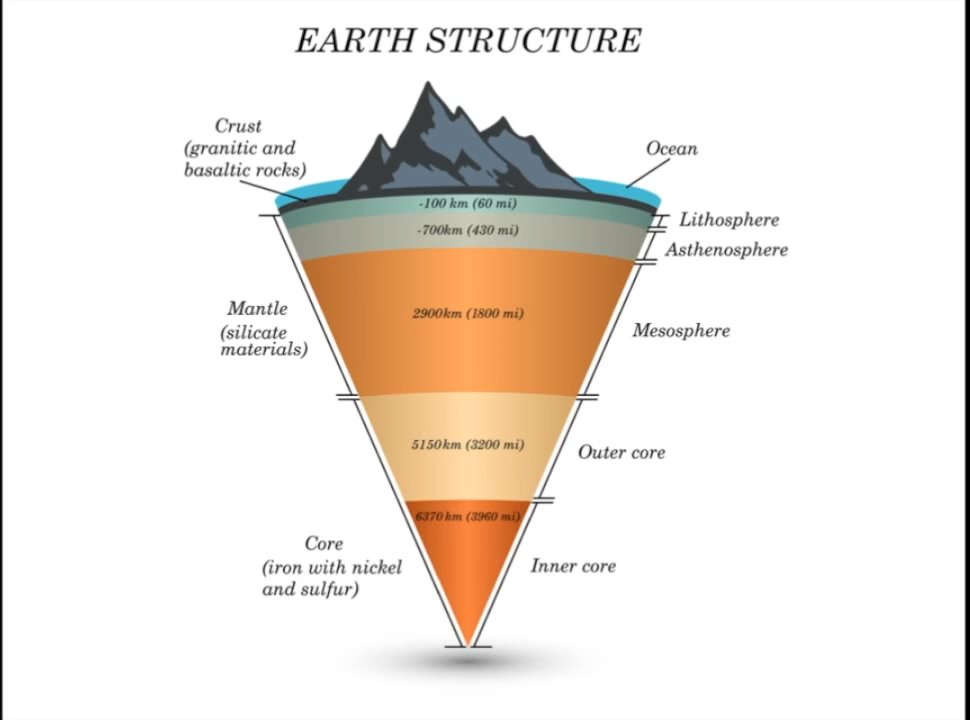 EARTH STRUCTURE
Crust
(granitic and
basaltic rocks)
Ocean
-100 km (60 mi)
Lithosphere
-700km (430 mi)
Asthenosphere
Mantle
(silicate
materials)
2900km (1800 mi)
Mesosphere
5150km (3200 mi)
Outer core
6370km (3960 mi)
Core
(iron with nickel
and sulfur)
Inner core